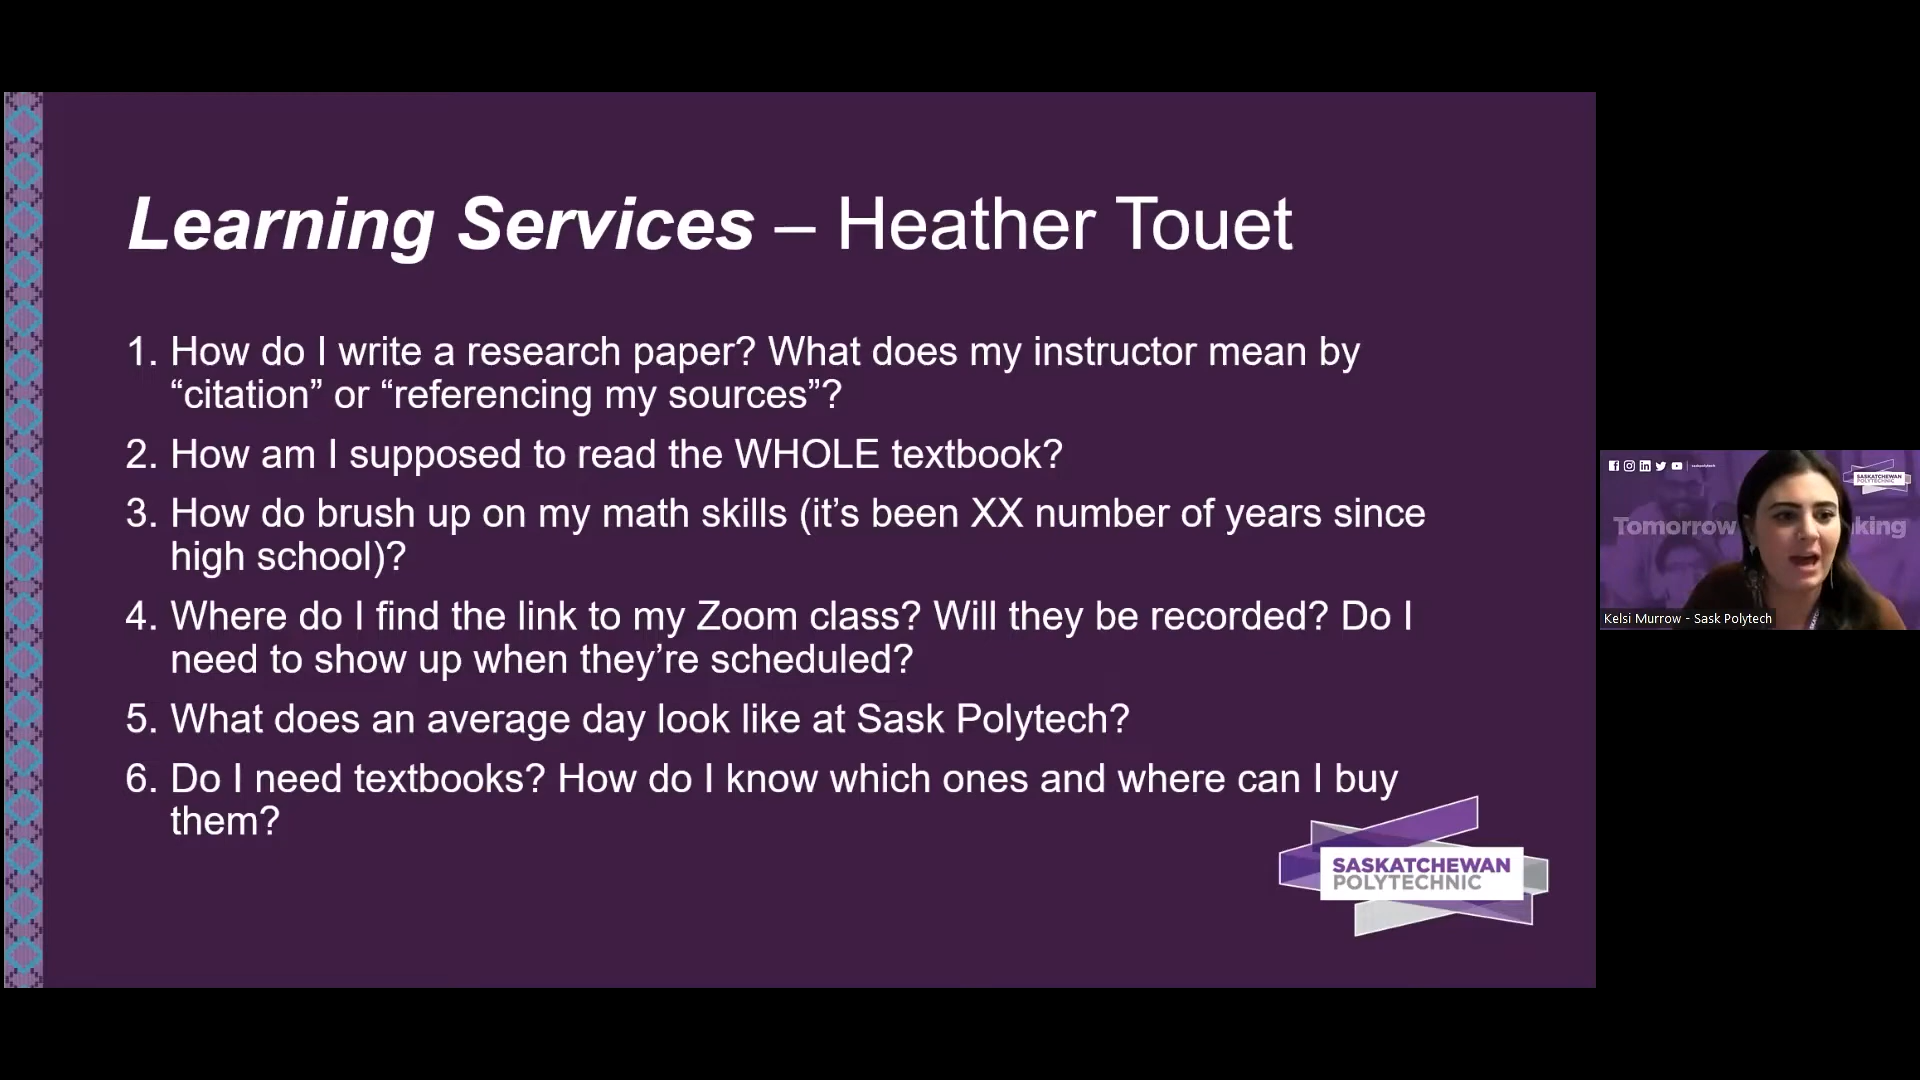 Learning Services – Heather Touet
1. How do I write a research paper? What does my instructor mean by
“citation” or “referencing my sources”?
2. How am I supposed to read the WHOLE textbook?
3. How do brush up on my math skills (it’s been XX number of years since
high school)?
4. Where do I find the link to my Zoom class? Will they be recorded? Do I
need to show up when they’re scheduled?
5. What does an average day look like at Sask Polytech?
6. Do I need textbooks? How do I know which ones and where can I buy
them?
SASKATCHEWAN
POLYTECHNIC
SASKATCHEWAN
POLYTECHNIC
Tomorrow king
Kelsi Murrow - Sask Polytech